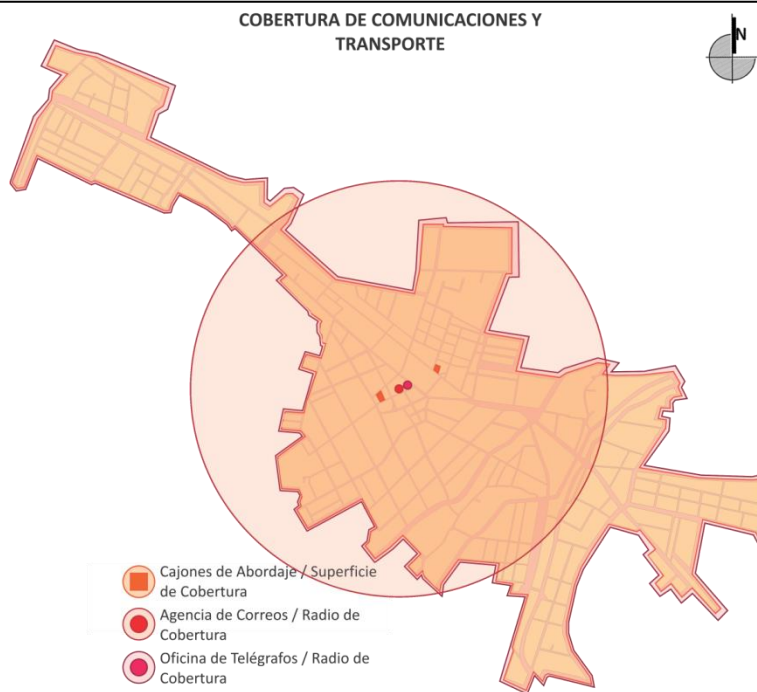 COBERTURA DE COMUNICACIONES Y
TRANSPORTE
N
Cajones de Abordaje / Superficie
de Cobertura
Agencia de Correos / Radio de
Cobertura
Oficina de Telégrafos / Radio de
Cobertura